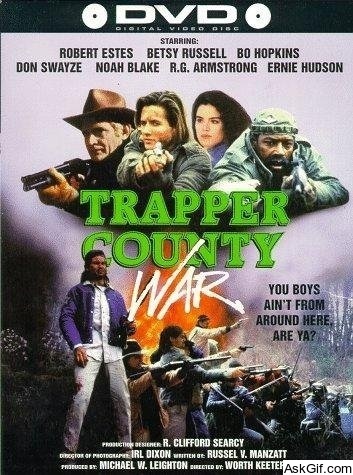 DVD
DIGITAL VIDEO DISC
STARRING:
ROBERT ESTES BETSY RUSSELL BO HOPKINS
DON SWAYZE NOAH BLAKE R.G. ARMSTRONG ERNIE HUDSON
TRAPPER
COUNTY
WAR
YOU BOYS
AIN'T FROM
AROUND HERE,
ARE YA?
PRODUCTION DESIGNER: R. CLIFFORD SEARCY
DIRECTOR OF PHOTOGRAPHY: IRL DIXON WRITTEN BY: RUSSEL V. MANZATT
PRODUCED BY: MICHAEL W. LEIGHTON DIRECTED BY: WORTH KEETER
AskGif.com